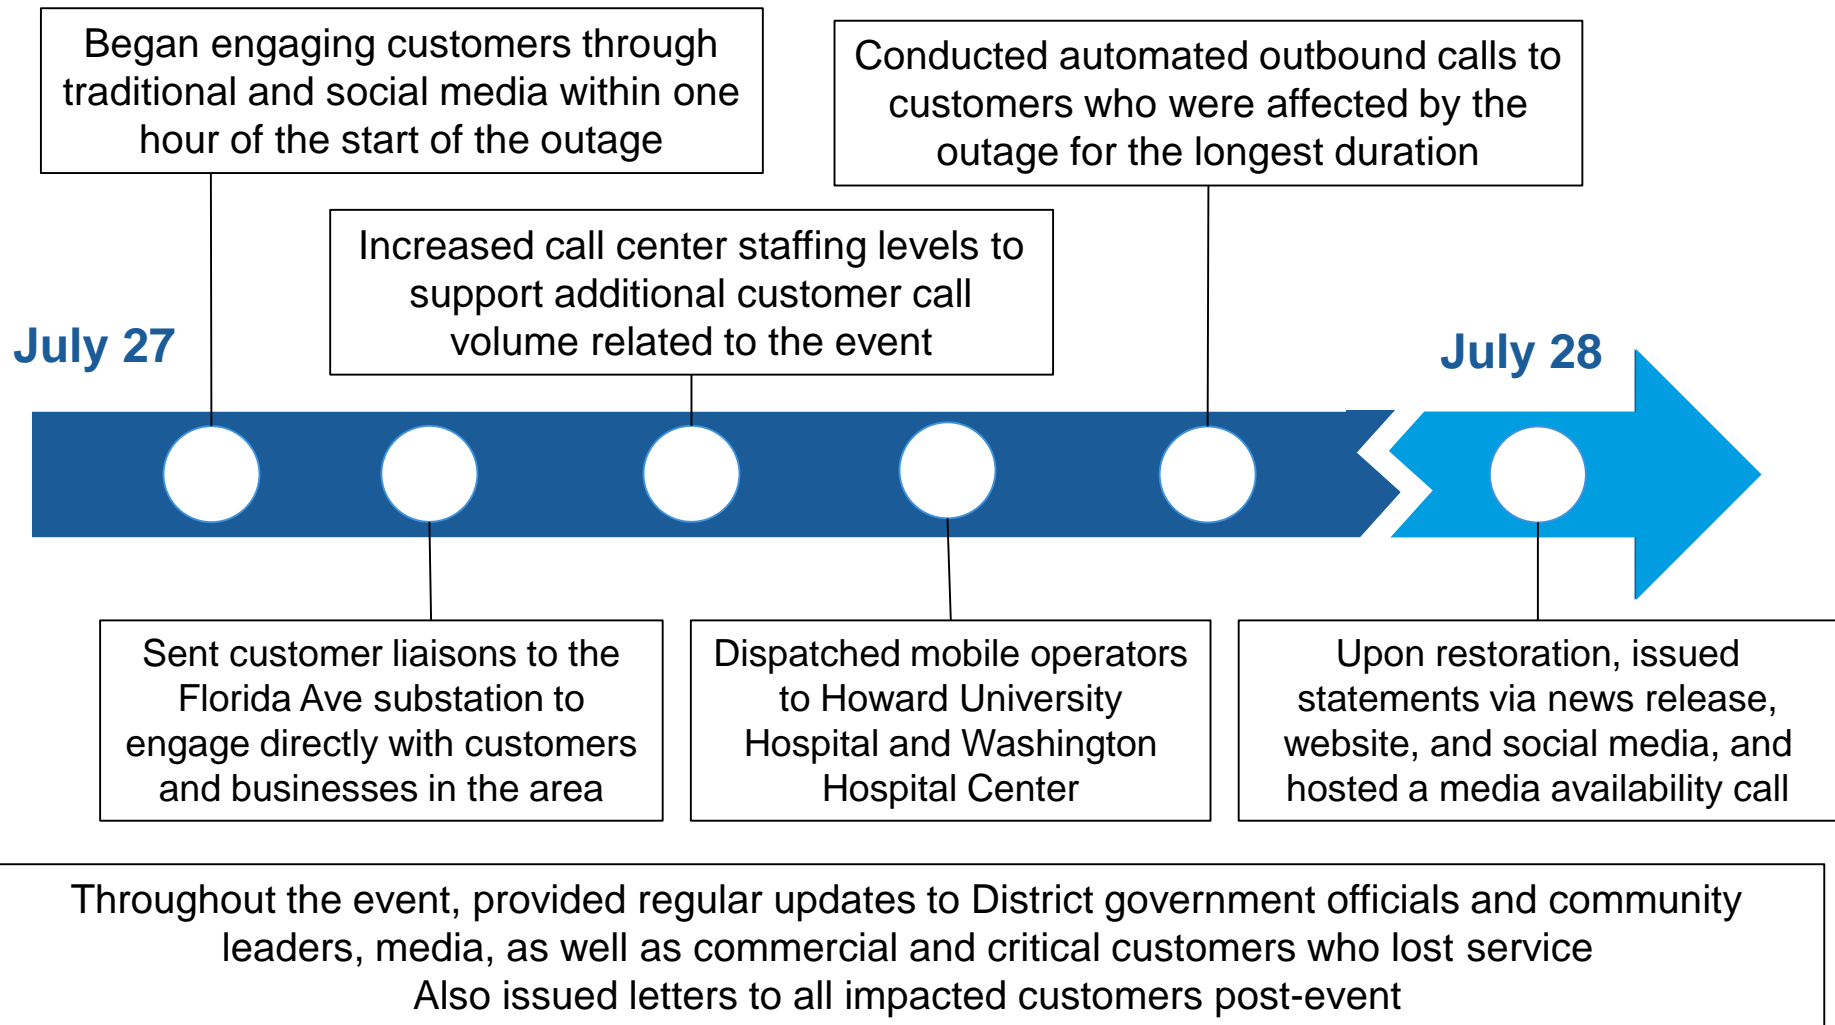 Began engaging customers through
traditional and social media within one
hour of the start of the outage
Conducted automated outbound calls to
customers who were affected by the
outage for the longest duration
Increased call center staffing levels to
support additional customer call
volume related to the event
July 27
July 28
Sent customer liaisons to the
Florida Ave substation to
engage directly with customers
and businesses in the area
Dispatched mobile operators
to Howard University
Hospital and Washington
Hospital Center
Upon restoration, issued
statements via news release,
website, and social media, and
hosted a media availability call
Throughout the event, provided regular updates to District government officials and community
leaders, media, as well as commercial and critical customers who lost service
Also issued letters to all impacted customers post-event